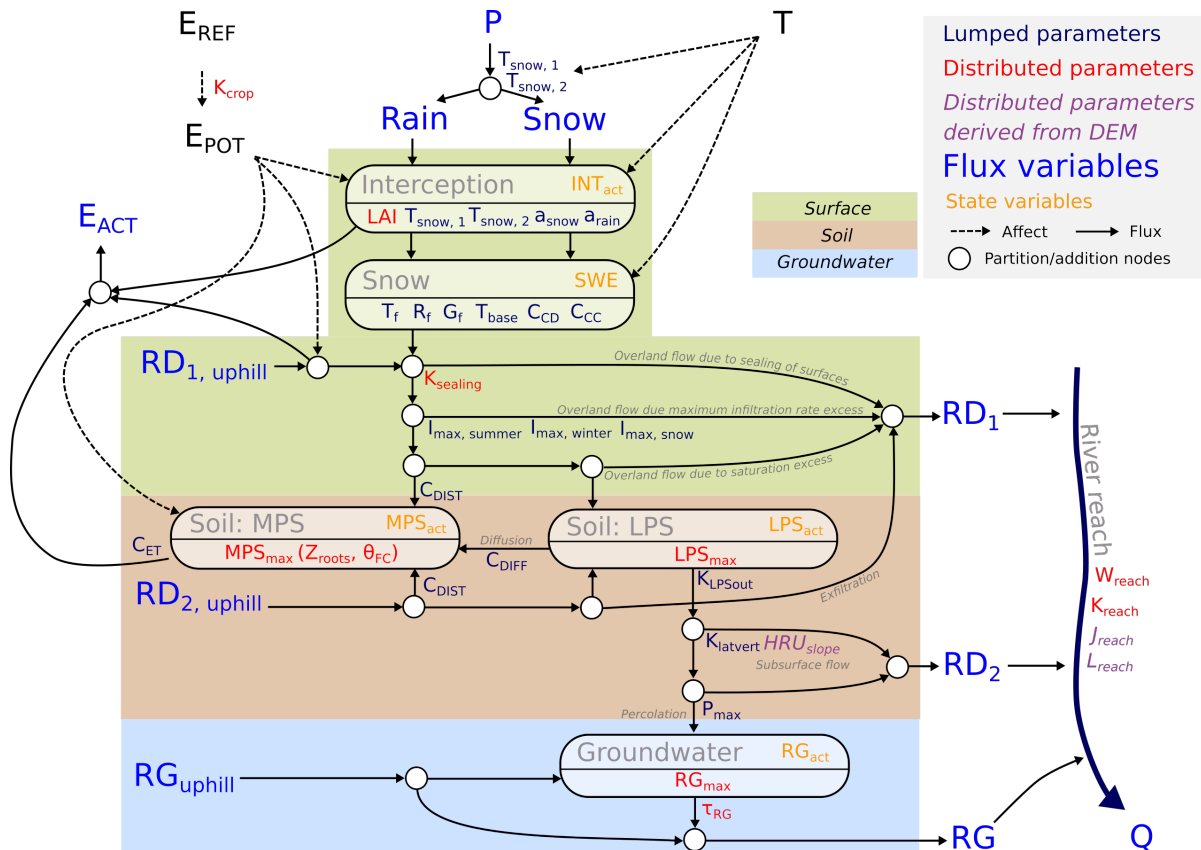 E_REF
P
T
K_crop
T_snow, 1
T_snow, 2
E_POT
Rain
Snow
Lumped parameters
Distributed parameters
Distributed parameters
derived from DEM
Flux variables
State variables
Affect
Flux
Partition/addition nodes
Surface
Soil
Groundwater
Interception
INT_act
LAI T_snow, 1 T_snow, 2 a_snow a_rain
E_ACT
Snow
SWE
T_f R_f G_f T_base C_CD C_CC
RD_1, uphill
K_sealing
Overland flow due to sealing of surfaces
Overland flow due maximum infiltration rate excess
I_max, summer I_max, winter I_max, snow
RD_1
Overland flow due to saturation excess
C_DIST
Soil: MPS
MPS_act
MPS_max (Z_roots, θ_FC)
C_ET
Diffusion
C_DIFF
Soil: LPS
LPS_act
LPS_max
K_LPSout
RD_2, uphill
C_DIST
Exfiltration
K_latvert HRU_slope
Subsurface flow
RD_2
Percolation
P_max
River reach
W_reach
K_reach
J_reach
L_reach
RG_uphill
Groundwater
RG_act
RG_max
τ_RG
RG
Q